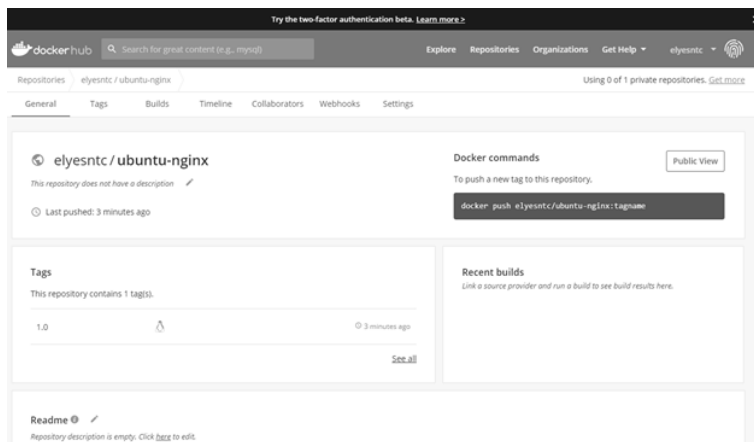 Try the two-factor authentication beta. Learn more >
dockerhub Search for great content (e.g., mysql) Explore Repositories Organizations Get Help elyesntc
Repositories elyesntc / ubuntu-nginx Using 0 of 1 private repositories. Get more
General Tags Builds Timeline Collaborators Webhooks Settings
elyesntc / ubuntu-nginx
This repository does not have a description
Last pushed: 3 minutes ago
Docker commands
Public View
To push a new tag to this repository,
docker push elyesntc/ubuntu-nginx:tagname
Tags
This repository contains 1 tag(s).
1.0 3 minutes ago
See all
Recent builds
Link a source provider and run a build to see build results here.
Readme
Repository description is empty. Click here to edit.